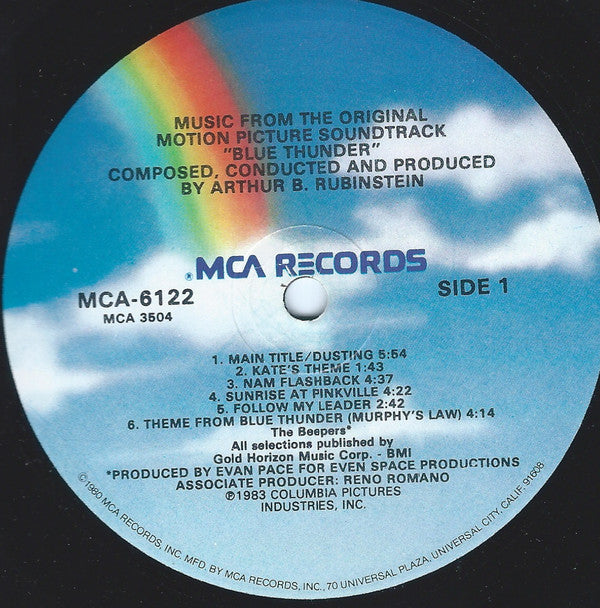 MUSIC FROM THE ORIGINAL
MOTION PICTURE SOUNDTRACK
"BLUE THUNDER"
COMPOSED, CONDUCTED AND PRODUCED
BY ARTHUR B. RUBINSTEIN
®MCA RECORDS
MCA-6122
MCA 3504
SIDE 1
1. MAIN TITLE/DUSTING 5:54
2. KATE'S THEME 1:43
3. NAM FLASHBACK 4:37
4. SUNRISE AT PINKVILLE 4:22
5. FOLLOW MY LEADER 2:42
6. THEME FROM BLUE THUNDER (MURPHY'S LAW) 4:14
The Beepers*
All selections published by
Gold Horizon Music Corp. - BMI
*PRODUCED BY EVAN PACE FOR EVEN SPACE PRODUCTIONS
ASSOCIATE PRODUCER: RENO ROMANO
℗1983 COLUMBIA PICTURES
INDUSTRIES, INC.
©1980 MCA RECORDS, INC. MFD. BY MCA RECORDS, INC., 70 UNIVERSAL PLAZA, UNIVERSAL CITY, CALIF. 91608